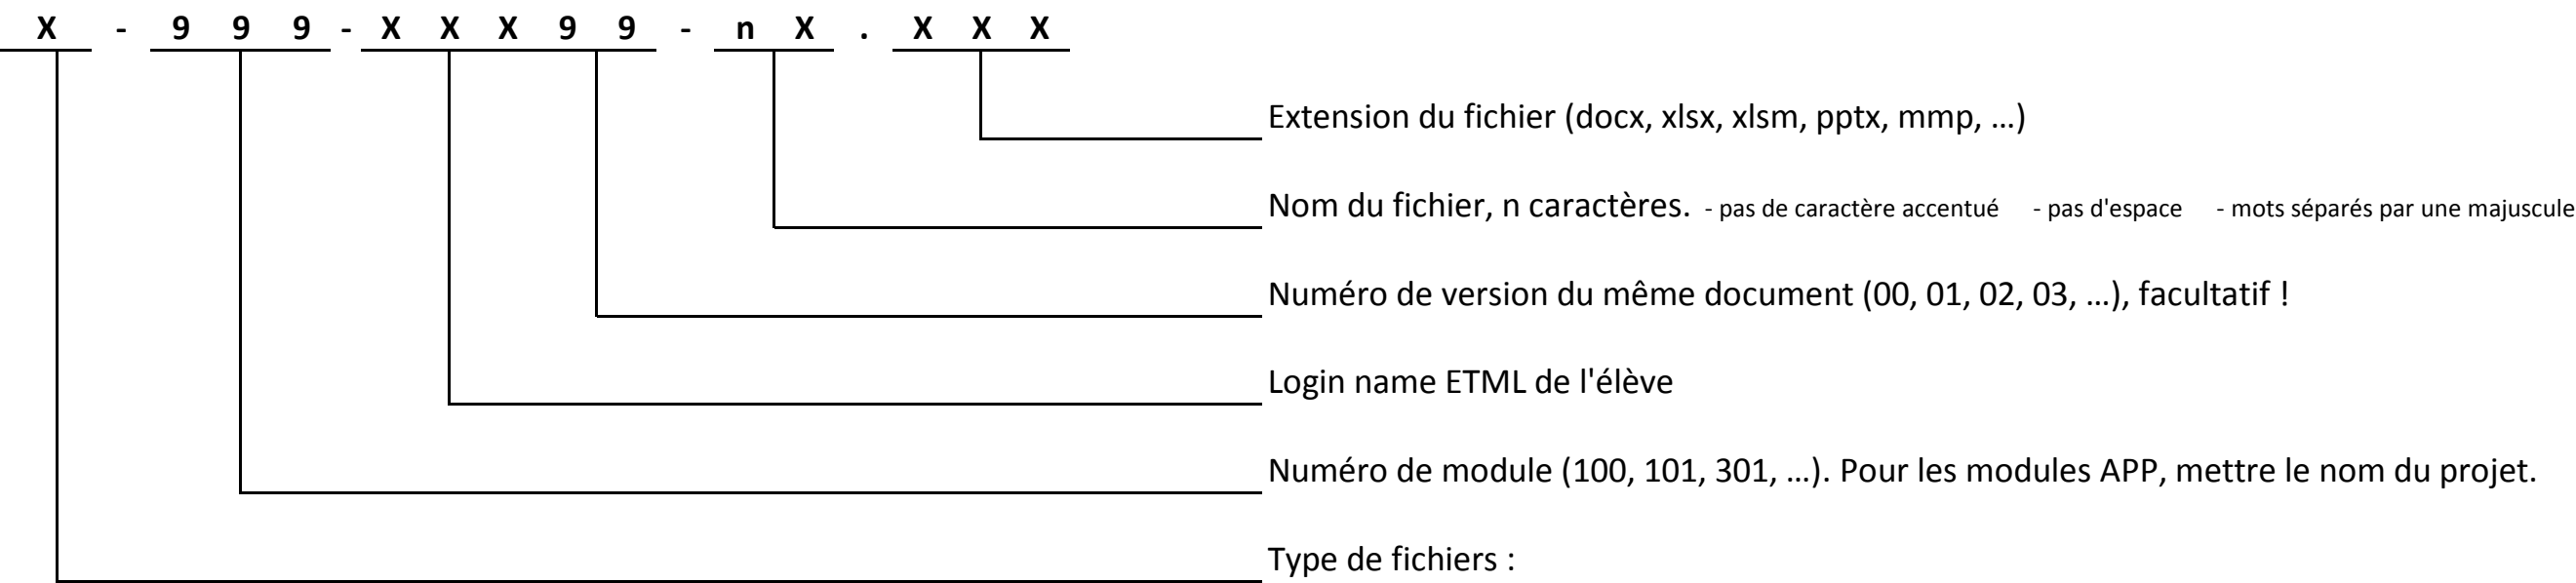 X - 9 9 9 - X X X 9 9 - n X . X X X
Extension du fichier (docx, xlsx, xlsm, pptx, mmp, …)
Nom du fichier, n caractères. - pas de caractère accentué - pas d'espace - mots séparés par une majuscule
Numéro de version du même document (00, 01, 02, 03, …), facultatif !
Login name ETML de l'élève
Numéro de module (100, 101, 301, …). Pour les modules APP, mettre le nom du projet.
Type de fichiers :